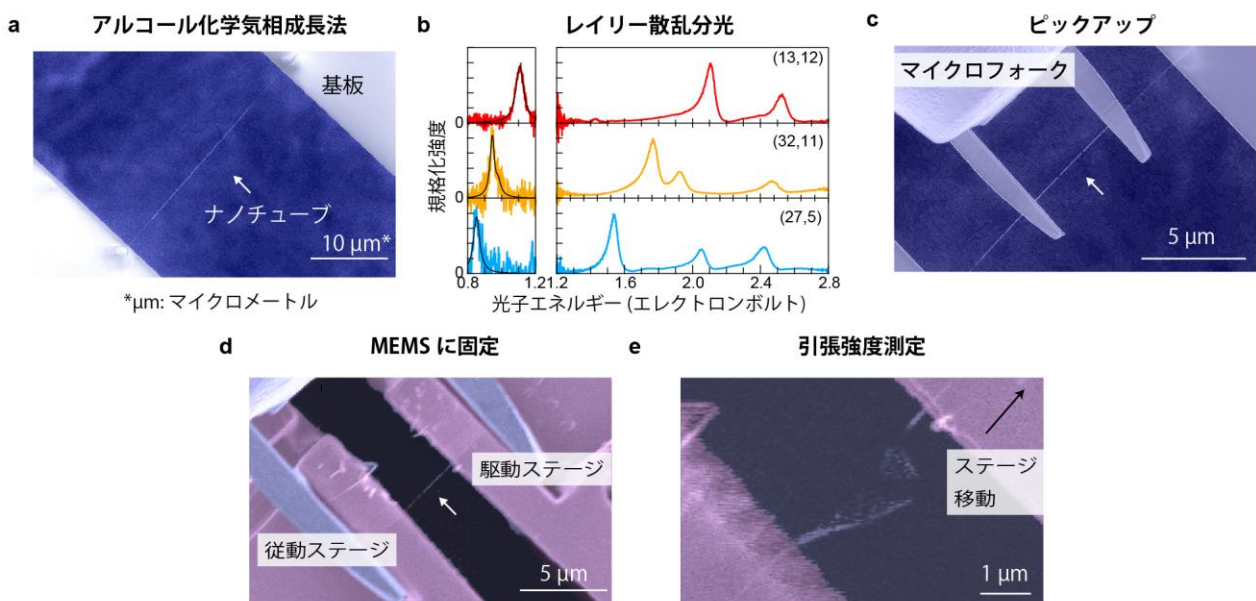 a アルコール化学気相成長法
基板
ナノチューブ
10 μm*
*μm: マイクロメートル
b レイリー散乱分光
規格化強度
(13,12)
0
(32,11)
0
(27,5)
0
0.8 1.2 1.2 1.6 2.0 2.4 2.8
光子エネルギー (エレクトロンボルト)
c ピックアップ
マイクロフォーク
5 μm
d MEMS に固定
駆動ステージ
従動ステージ
5 μm
e 引張強度測定
ステージ
移動
1 μm